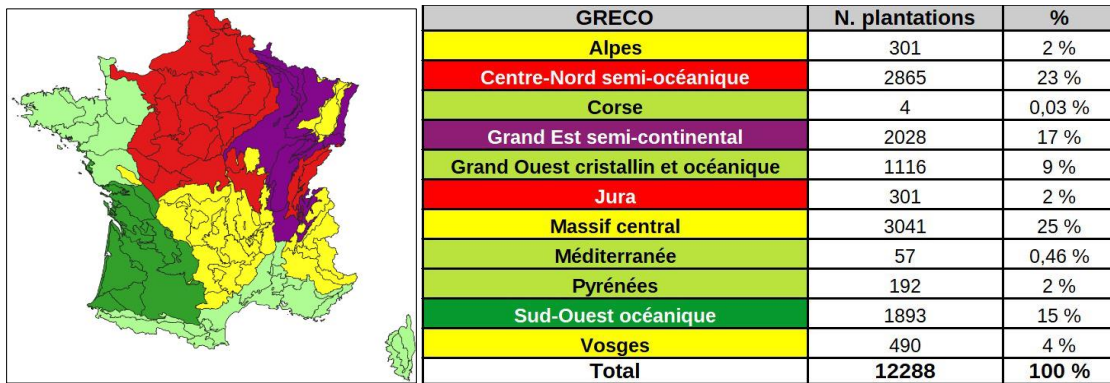 GRECO N. plantations %
Alpes 301 2 %
Centre-Nord semi-océanique 2865 23 %
Corse 4 0,03 %
Grand Est semi-continental 2028 17 %
Grand Ouest cristallin et océanique 1116 9 %
Jura 301 2 %
Massif central 3041 25 %
Méditerranée 57 0,46 %
Pyrénées 192 2 %
Sud-Ouest océanique 1893 15 %
Vosges 490 4 %
Total 12288 100 %